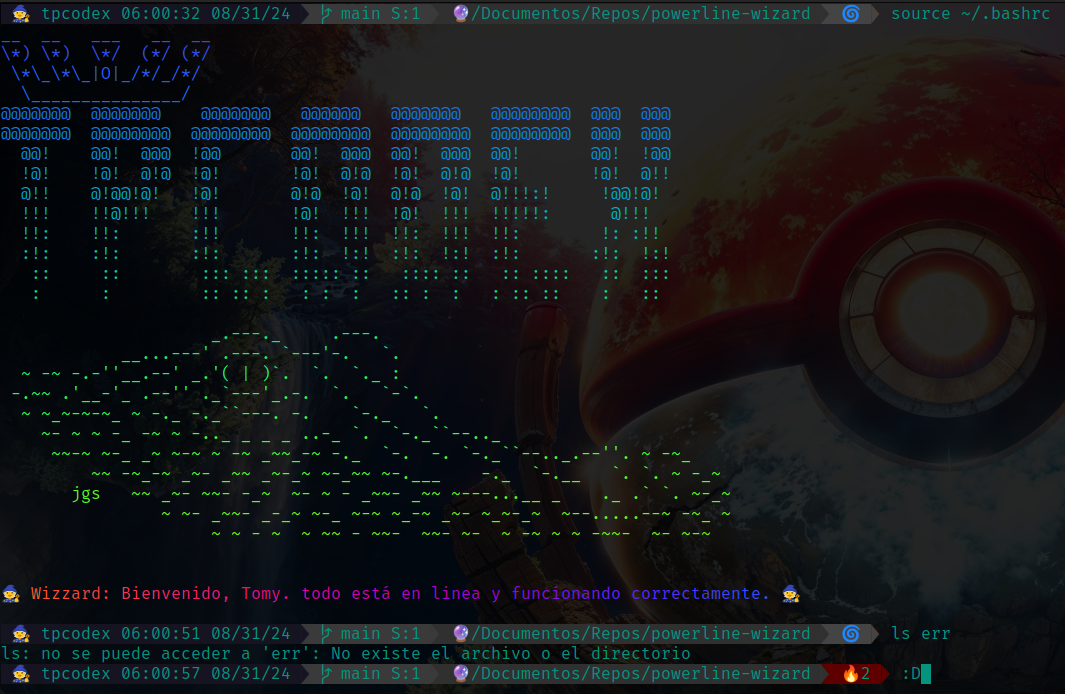 🧙 tpcodex 06:00:32 08/31/24 main S:1 🔮/Documentos/Repos/powerline-wizard 🌀 source ~/.bashrc
TPCODEX
jgs
🧙 Wizzard: Bienvenido, Tomy. todo está en linea y funcionando correctamente. 🧙
🧙 tpcodex 06:00:51 08/31/24 main S:1 🔮/Documentos/Repos/powerline-wizard 🌀 ls err
ls: no se puede acceder a 'err': No existe el archivo o el directorio
🧙 tpcodex 06:00:57 08/31/24 main S:1 🔮/Documentos/Repos/powerline-wizard 🔥2 :D